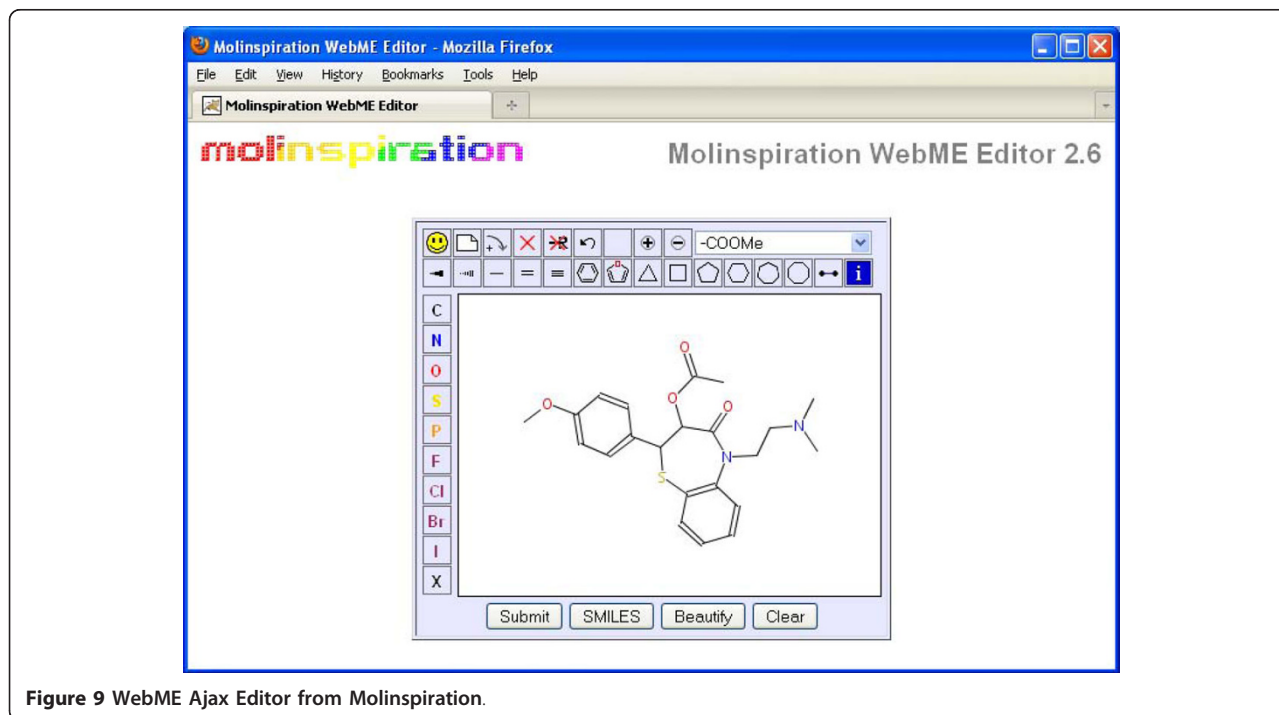 Molinspiration WebME Editor - Mozilla Firefox
File Edit View History Bookmarks Tools Help
Molinspiration WebME Editor
molinspiration
Molinspiration WebME Editor 2.6
R -COOMe
i
C
N
O
S
P
F
Cl
Br
I
X
O
O
O
O
N
N
S
Submit SMILES Beautify Clear
Figure 9 WebME Ajax Editor from Molinspiration.